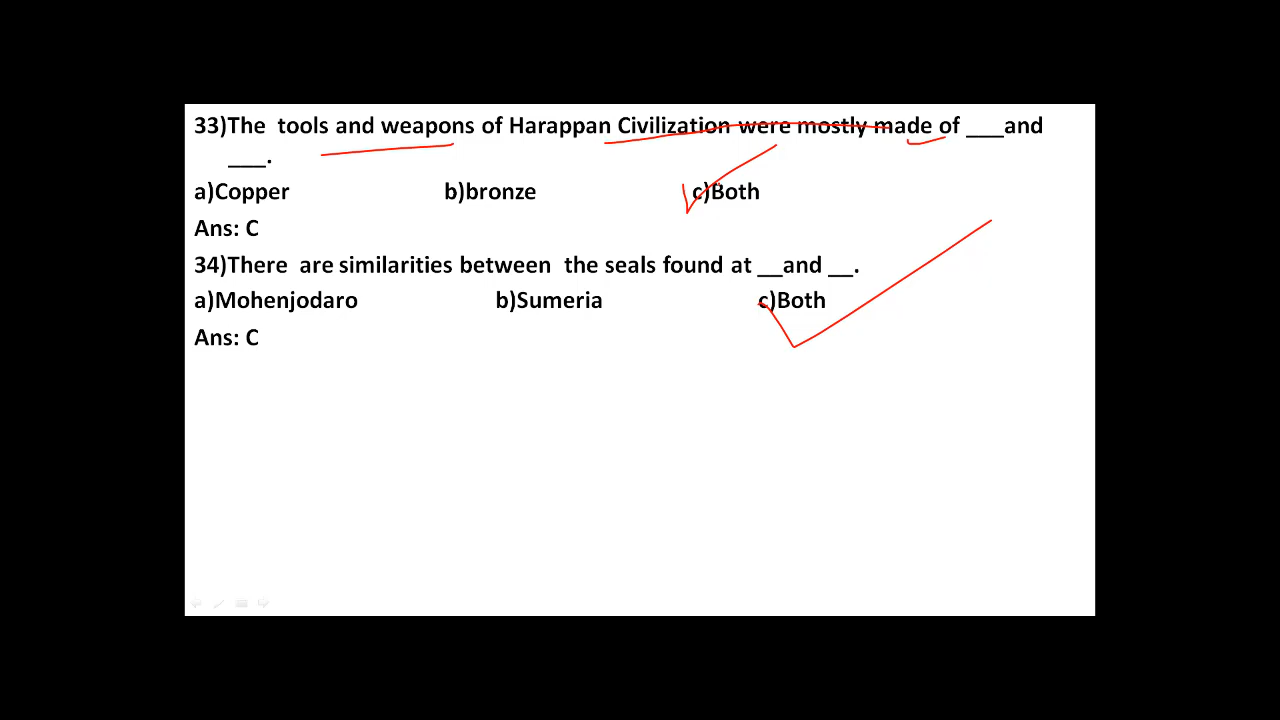 33)The tools and weapons of Harappan Civilization were mostly made of ___and
___.
a)Copper b)bronze c)Both
Ans: C
34)There are similarities between the seals found at __and __.
a)Mohenjodaro b)Sumeria c)Both
Ans: C